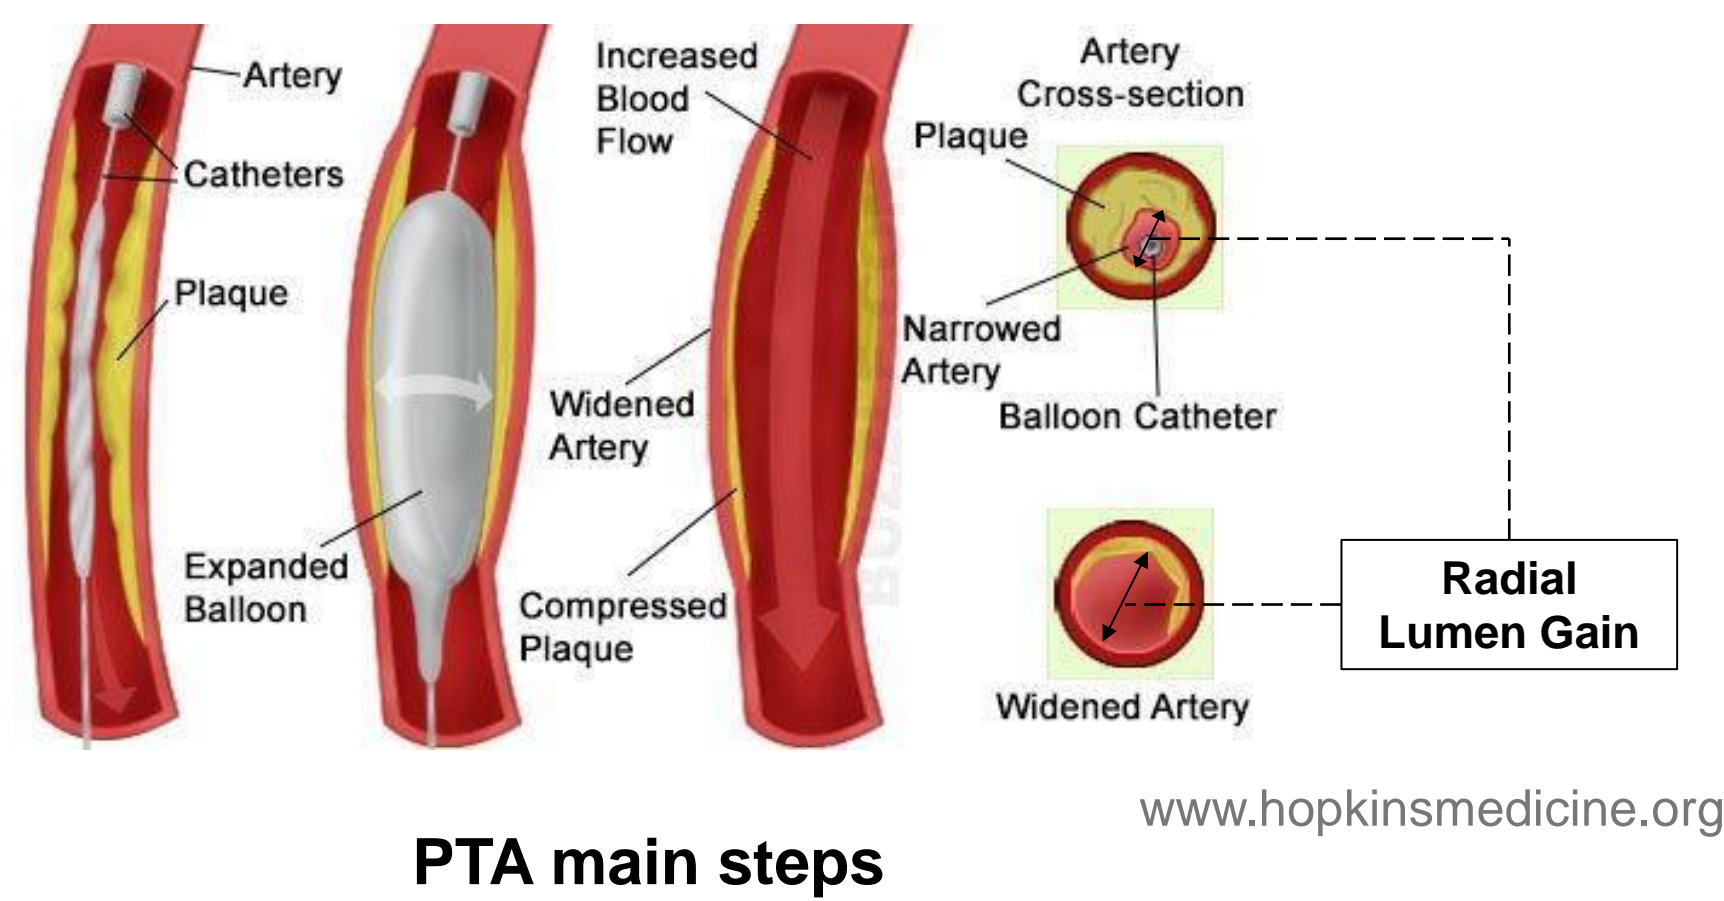 Artery
Catheters
Plaque
Expanded
Balloon
Increased
Blood
Flow
Widened
Artery
Compressed
Plaque
Artery
Cross-section
Plaque
Narrowed
Artery
Balloon Catheter
Widened Artery
Radial
Lumen Gain
www.hopkinsmedicine.org
PTA main steps